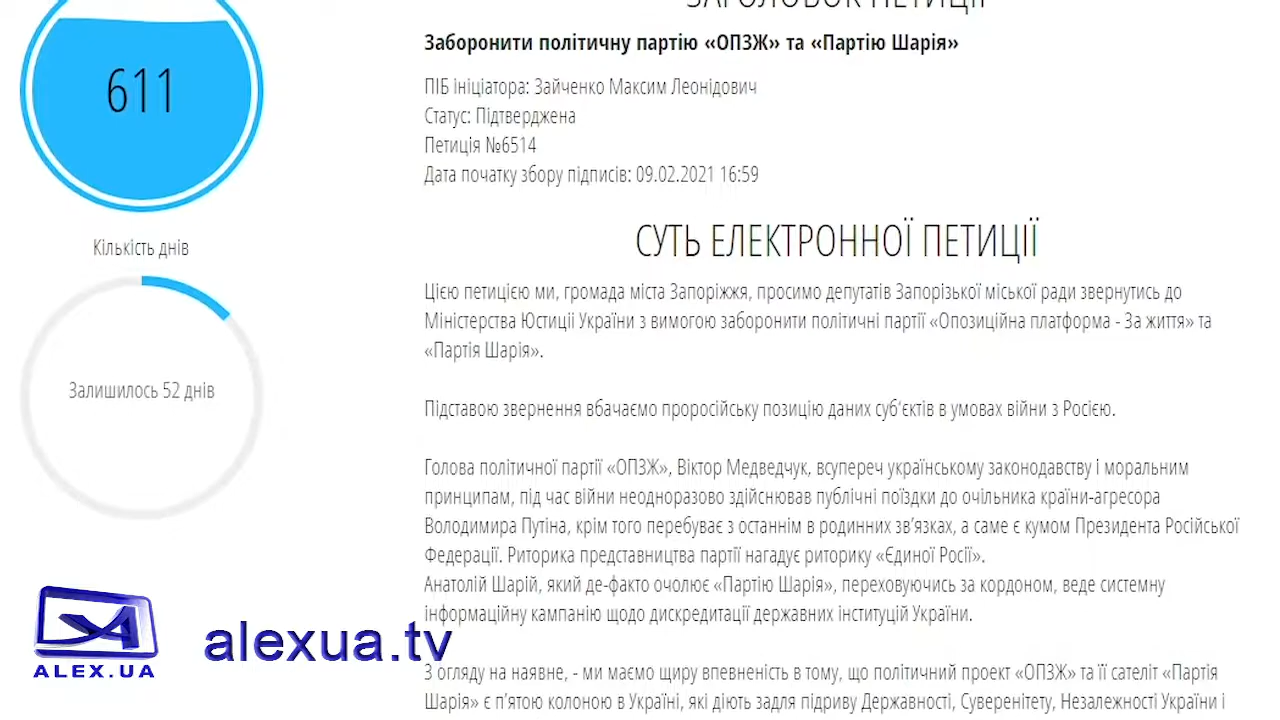 ЗАГОЛОВОК ПЕТИЦІЇ
611
Заборонити політичну партію «ОПЗЖ» та «Партію Шарія»
ПІБ ініціатора: Зайченко Максим Леонідович
Статус: Підтверджена
Петиція №6514
Дата початку збору підписів: 09.02.2021 16:59
Кількість днів
Залишилось 52 днів
СУТЬ ЕЛЕКТРОННОЇ ПЕТИЦІЇ
Цією петицією ми, громада міста Запоріжжя, просимо депутатів Запорізької міської ради звернутись до
Міністерства Юстиції України з вимогою заборонити політичні партії «Опозиційна платформа - За життя» та
«Партія Шарія».
Підставою звернення вбачаємо проросійську позицію даних суб‘єктів в умовах війни з Росією.
Голова політичної партії «ОПЗЖ», Віктор Медведчук, всупереч українському законодавству і моральним
принципам, під час війни неодноразово здійснював публічні поїздки до очільника країни-агресора
Володимира Путіна, крім того перебуває з останнім в родинних зв’язках, а саме є кумом Президента Російської
Федерації. Риторика представництва партії нагадує риторику «Єдиної Росії».
Анатолій Шарій, який де-факто очолює «Партію Шарія», переховуючись за кордоном, веде системну
інформаційну кампанію щодо дискредитації державних інституцій України.
З огляду на наявне, - ми маємо щиру впевненість в тому, що політичний проект «ОПЗЖ» та її сателіт «Партія
Шарія» є п’ятою колоною в Україні, які діють задля підриву Державності, Суверенітету, Незалежності України і
ALEX.UA
alexua.tv